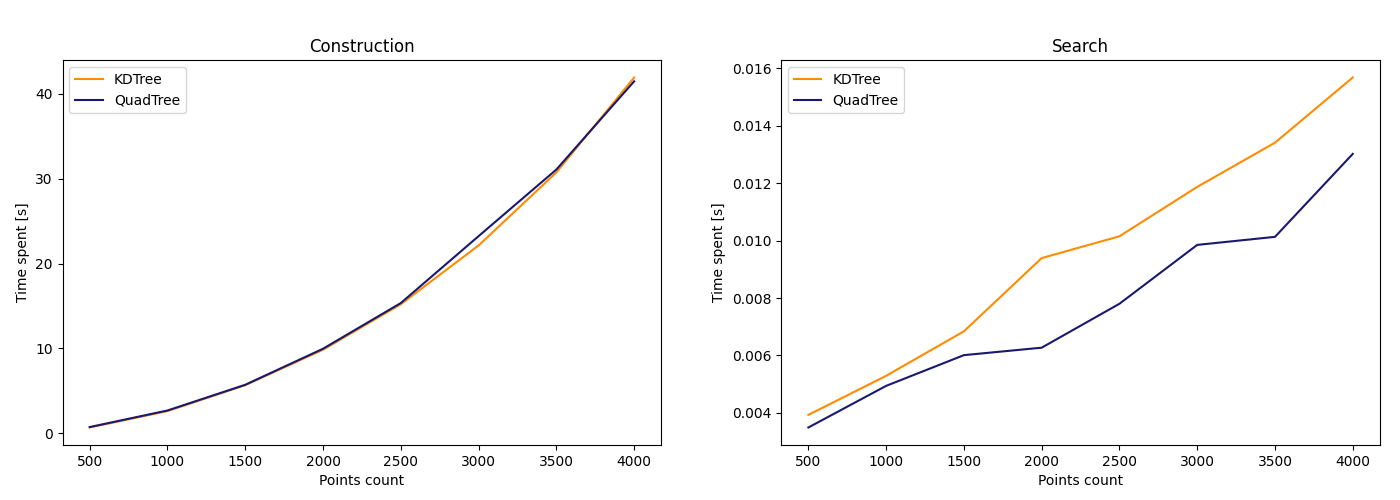 Construction
KDTree
QuadTree
40
30
20
10
0
Time spent [s]
500 1000 1500 2000 2500 3000 3500 4000
Points count
Search
KDTree
QuadTree
0.016
0.014
0.012
0.010
0.008
0.006
0.004
Time spent [s]
500 1000 1500 2000 2500 3000 3500 4000
Points count